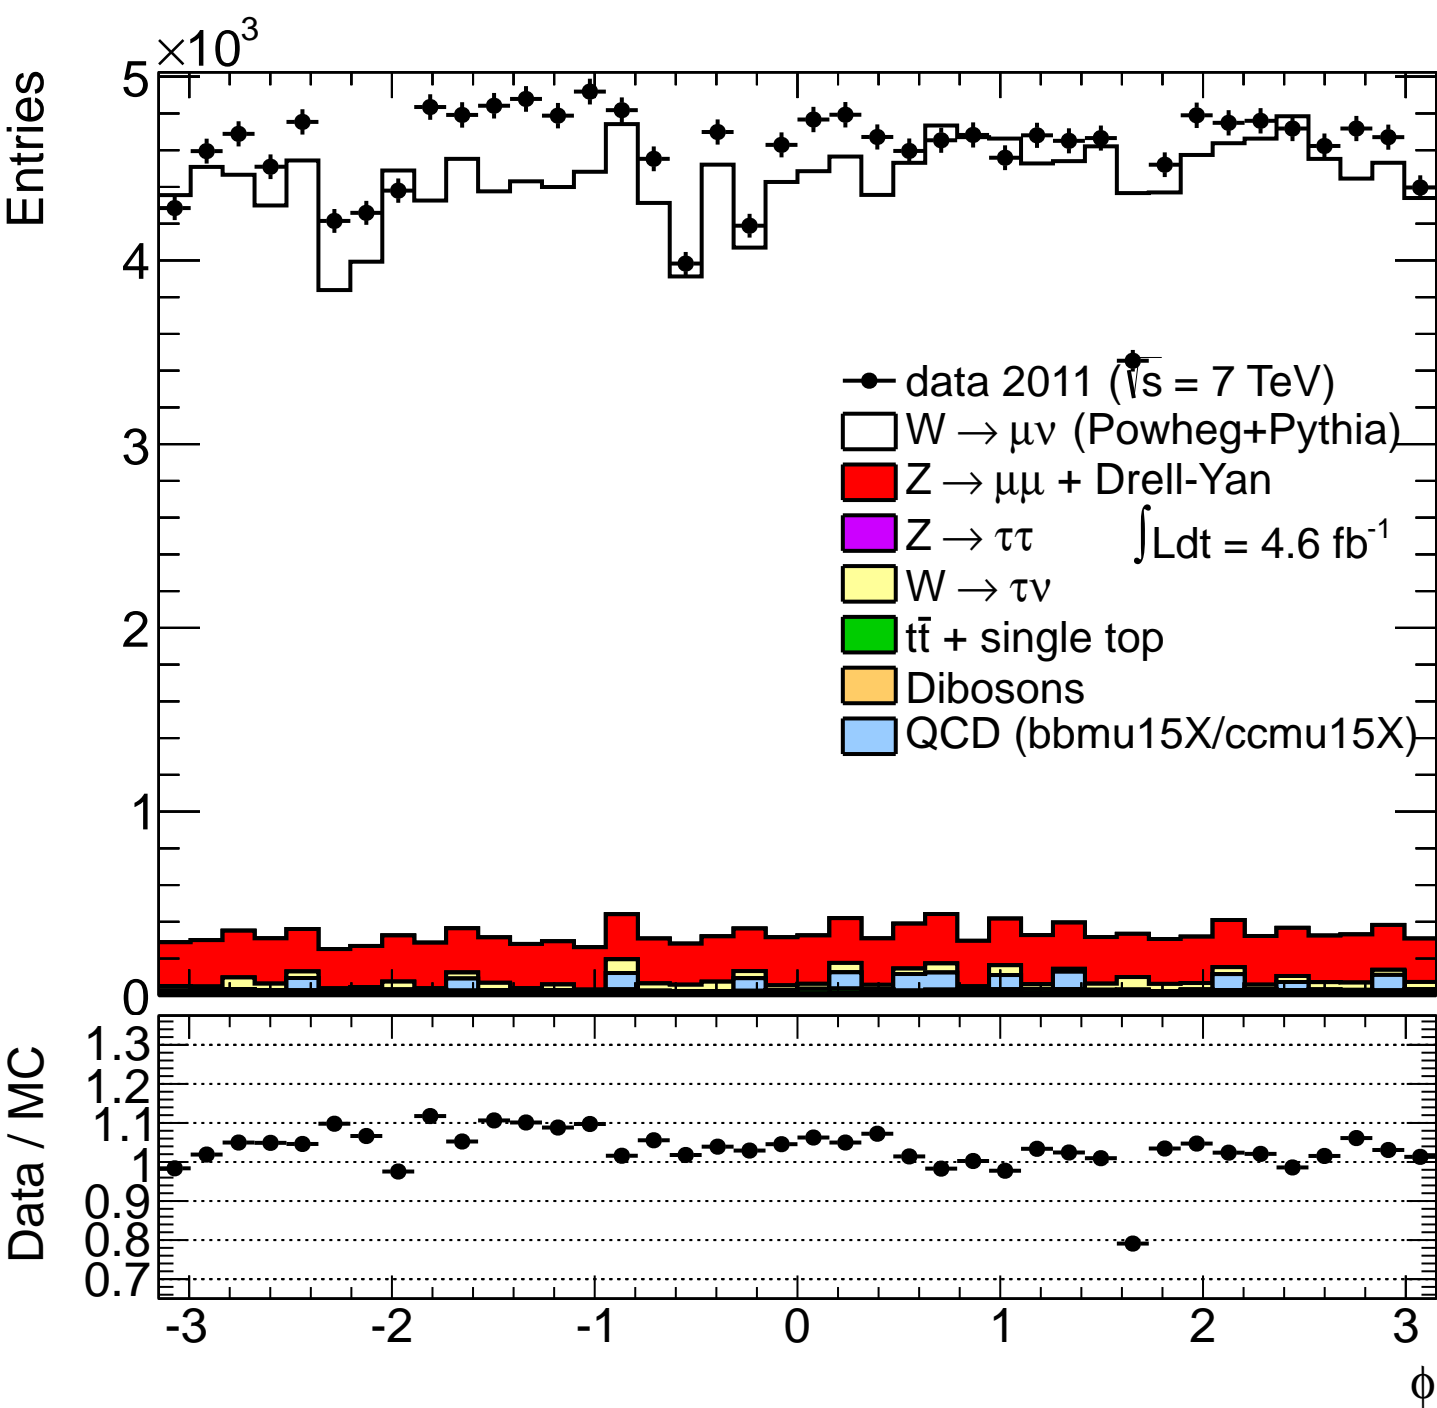 ×10³
Entries
5
4
3
2
1
0
data 2011 (√s = 7 TeV)
W → μν (Powheg+Pythia)
Z → μμ + Drell-Yan
Z → ττ
∫Ldt = 4.6 fb⁻¹
W → τν
tt̄ + single top
Dibosons
QCD (bbmu15X/ccmu15X)
Data / MC
1.3
1.2
1.1
1
0.9
0.8
0.7
-3 -2 -1 0 1 2 3
ϕ